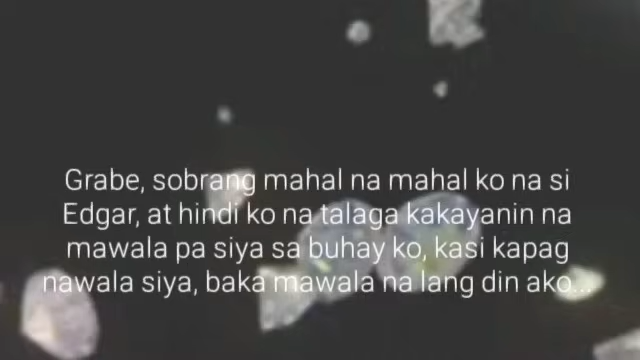 Grabe, sobrang mahal na mahal ko na si
Edgar, at hindi ko na talaga kakayanin na
mawala pa siya sa buhay ko, kasi kapag
nawala siya, baka mawala na lang din ako...